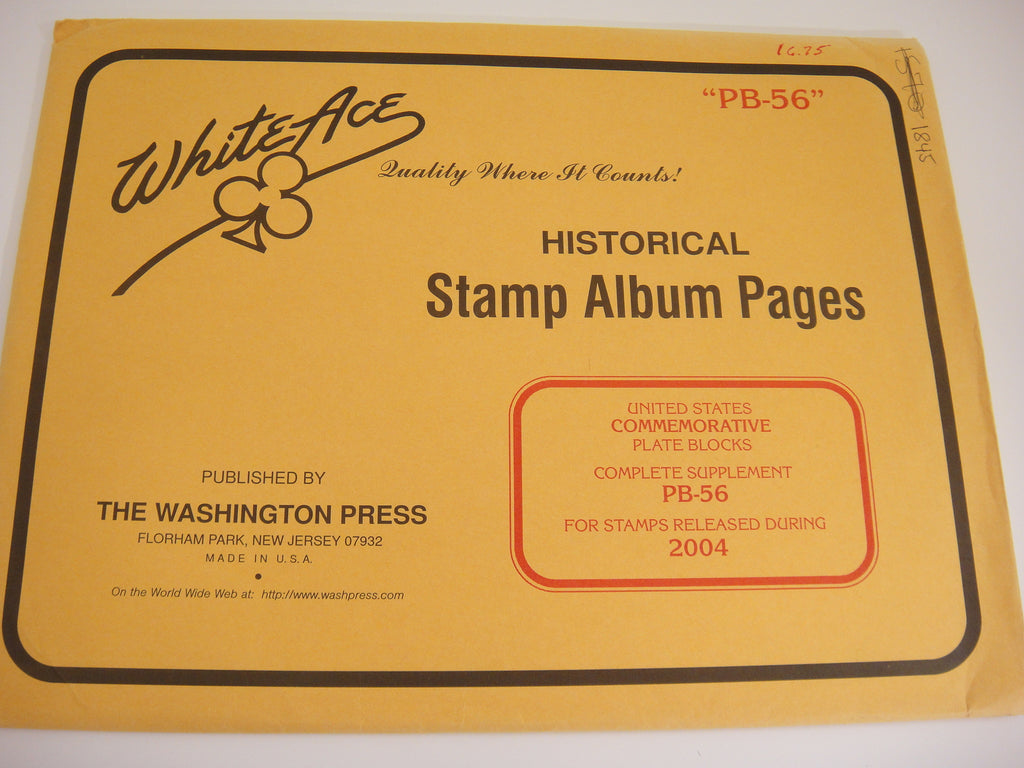 16.75
"PB-56"
1845
WhiteAce
Quality Where It Counts!
HISTORICAL
Stamp Album Pages
UNITED STATES
COMMEMORATIVE
PLATE BLOCKS
COMPLETE SUPPLEMENT
PB-56
FOR STAMPS RELEASED DURING
2004
PUBLISHED BY
THE WASHINGTON PRESS
FLORHAM PARK, NEW JERSEY 07932
MADE IN U.S.A.
On the World Wide Web at: http://www.washpress.com